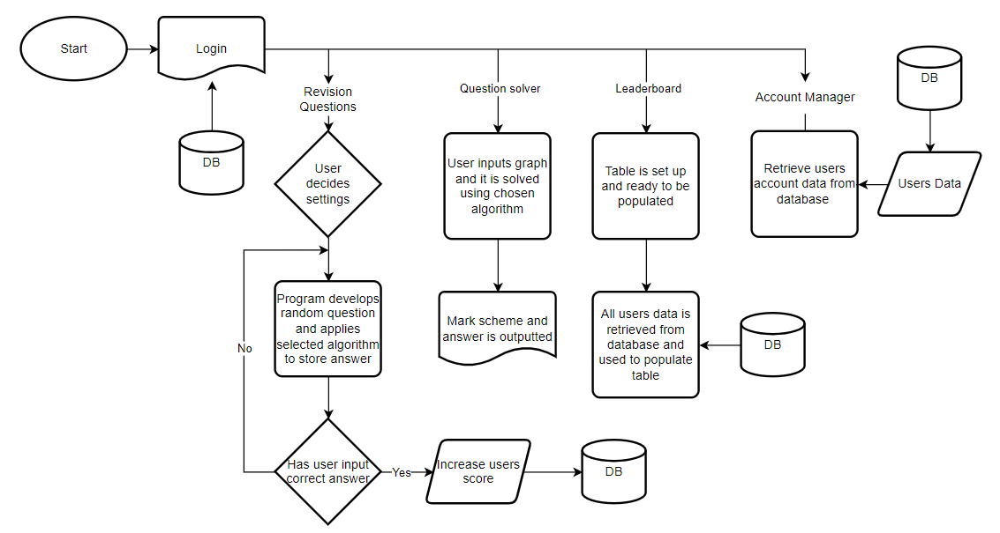 Start
Login
DB
Revision
Questions
User
decides
settings
Program develops
random question
and applies
selected algorithm
to store answer
No
Has user input
correct answer
Yes
Increase users
score
DB
Question solver
User inputs graph
and it is solved
using chosen
algorithm
Mark scheme and
answer is outputted
Leaderboard
Table is set up
and ready to be
populated
All users data is
retrieved from
database and
used to populate
table
DB
Account Manager
Retrieve users
account data from
database
Users Data
DB